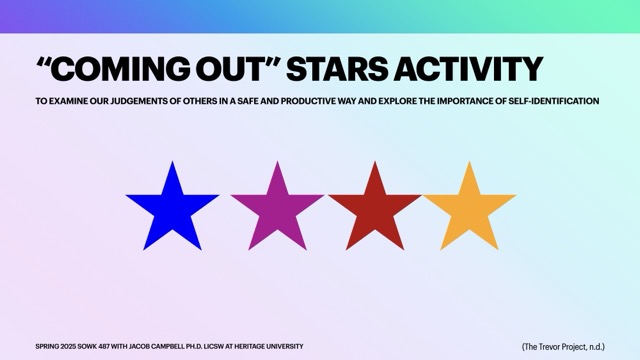 “COMING OUT” STARS ACTIVITY
TO EXAMINE OUR JUDGEMENTS OF OTHERS IN A SAFE AND PRODUCTIVE WAY AND EXPLORE THE IMPORTANCE OF SELF-IDENTIFICATION
SPRING 2025 SOWK 487 WITH JACOB CAMPBELL PH.D. LICSW AT HERITAGE UNIVERSITY
(The Trevor Project, n.d.)